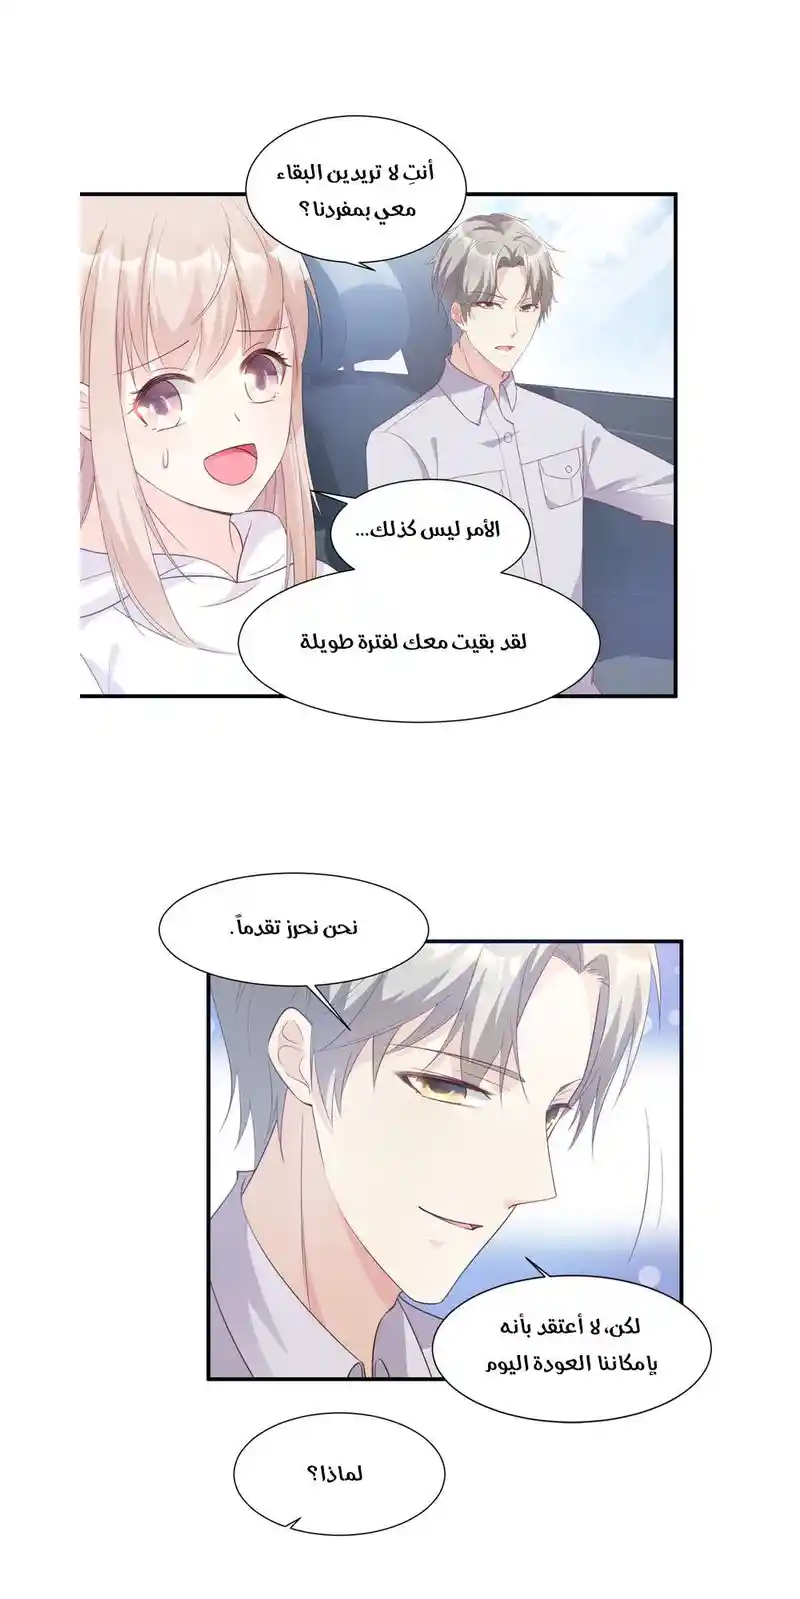 أنتِ لا تريدين البقاء
معي بمفردنا؟
الأمر ليس كذلك...
لقد بقيت معك لفترة طويلة
نحن نحرز تقدماً.
لكن، لا أعتقد بأنه
بإمكاننا العودة اليوم
لماذا؟